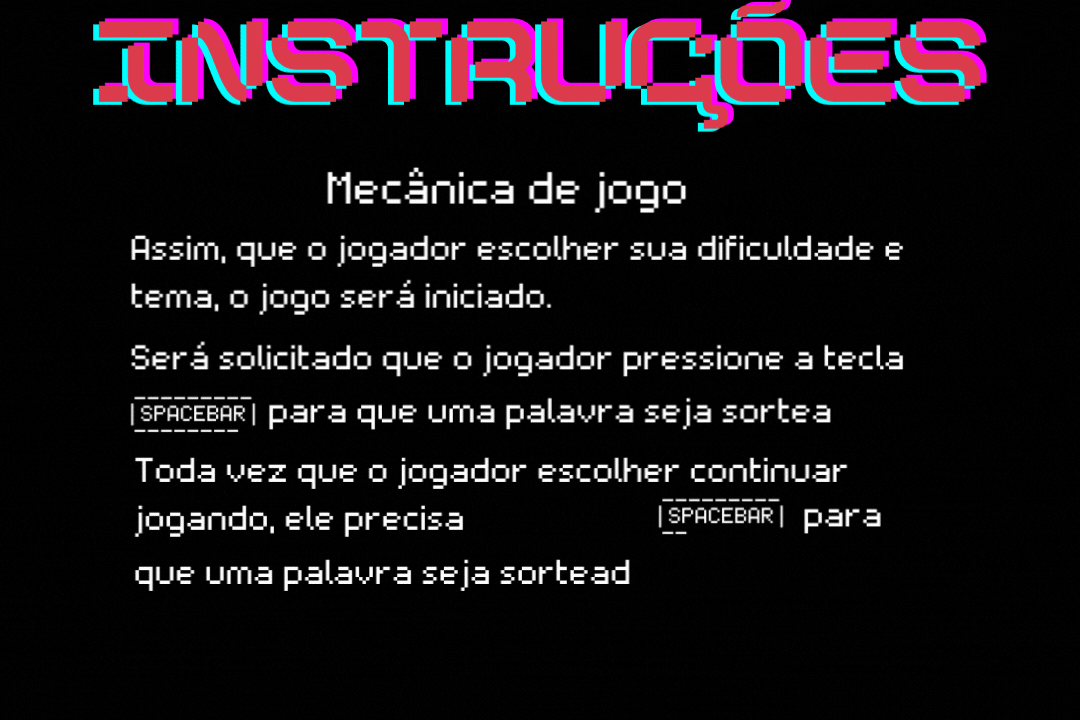 INSTRUÇÕES
Mecânica de jogo
Assim, que o jogador escolher sua dificuldade e
tema, o jogo será iniciado.
Será solicitado que o jogador pressione a tecla
|SPACEBAR| para que uma palavra seja sortea
Toda vez que o jogador escolher continuar
jogando, ele precisa |SPACEBAR| para
que uma palavra seja sortead